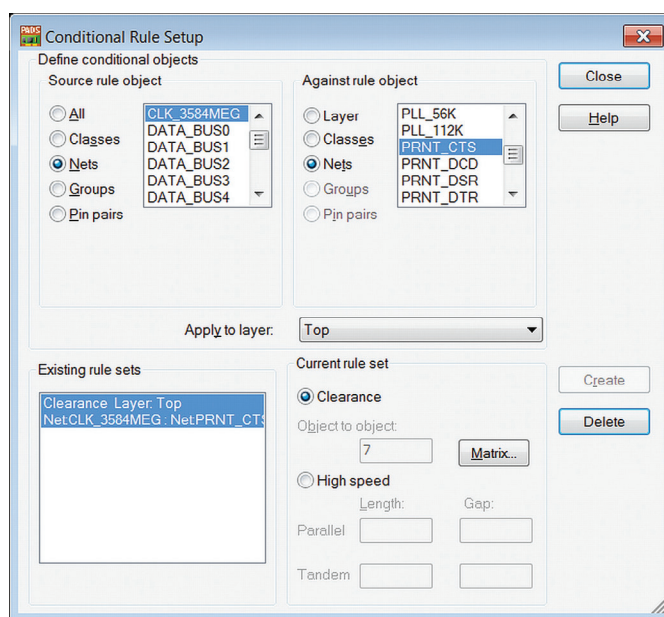 PADS
Conditional Rule Setup
Define conditional objects
Source rule object
All
Classes
Nets
Groups
Pin pairs
CLK_3584MEG
DATA_BUS0
DATA_BUS1
DATA_BUS2
DATA_BUS3
DATA_BUS4
Against rule object
Layer
Classes
Nets
Groups
Pin pairs
PLL_56K
PLL_112K
PRNT_CTS
PRNT_DCD
PRNT_DSR
PRNT_DTR
Close
Help
Apply to layer:
Top
Existing rule sets
Clearance Layer: Top
Net:CLK_3584MEG : Net:PRNT_CTS
Current rule set
Clearance
Object to object:
7
Matrix...
High speed
Length:
Gap:
Parallel
Tandem
Create
Delete